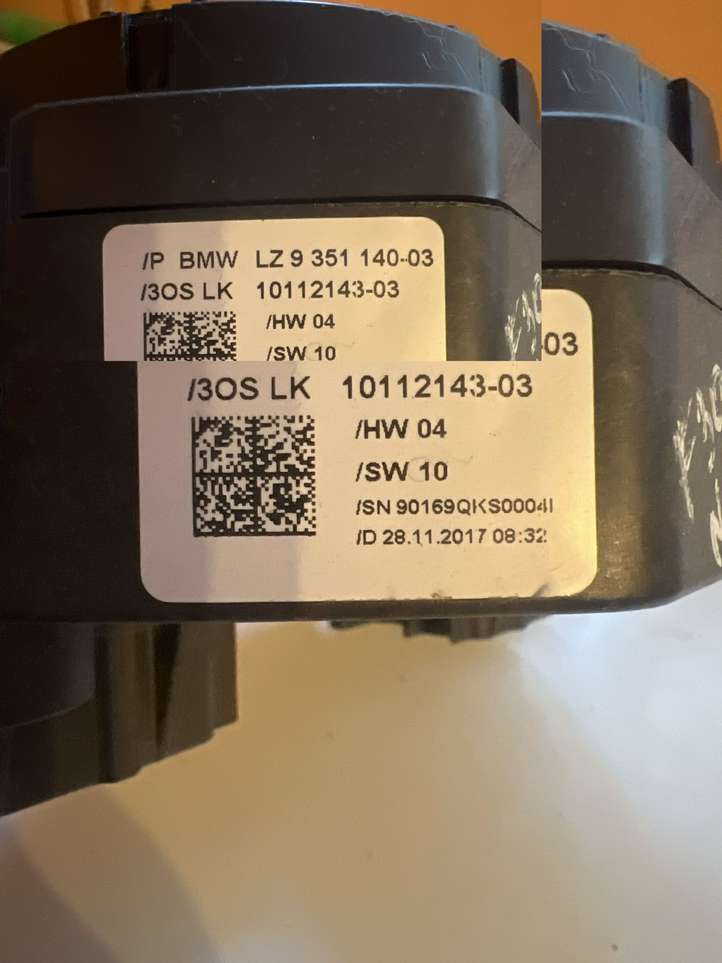 /P BMW LZ 9 351 140-03
/3OS LK 10112143-03
/HW 04
/SW 10
-03
/3OS LK 10112143-03
/HW 04
/SW 10
/SN 90169QKS0004I
/D 28.11.2017 08:32